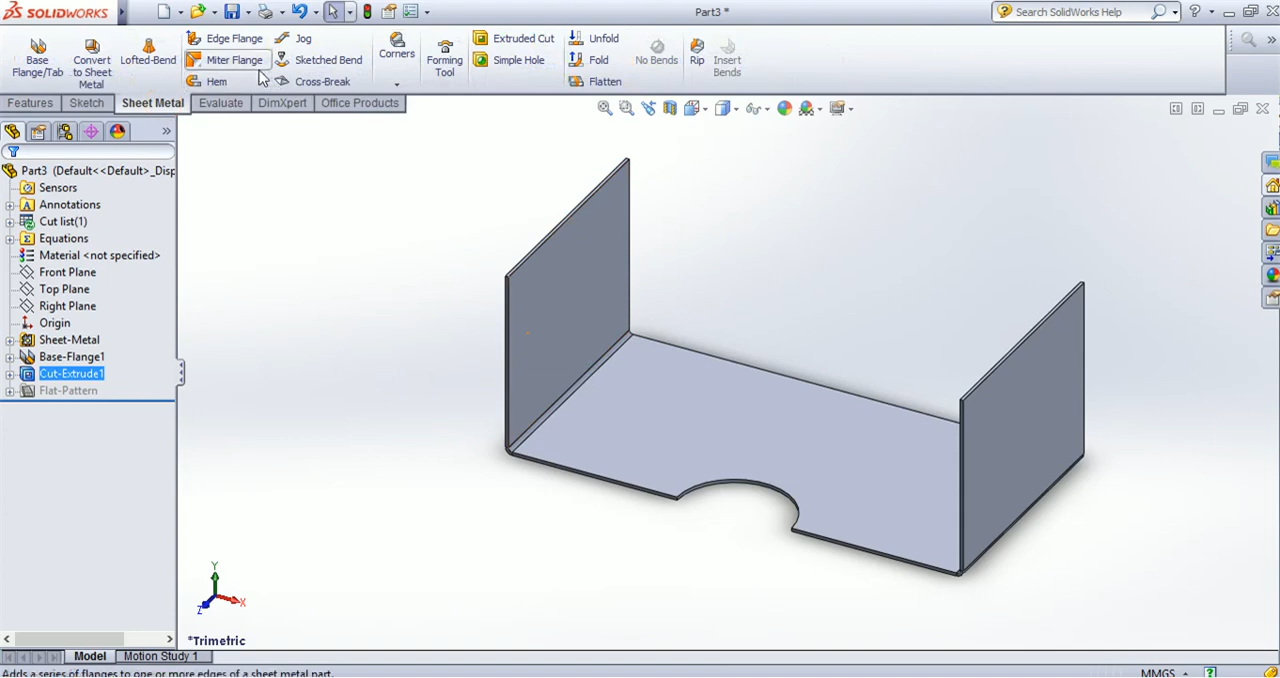 SOLIDWORKS
Part3 *
Search SolidWorks Help
Base Flange/Tab
Convert to Sheet Metal
Lofted-Bend
Edge Flange
Miter Flange
Hem
Jog
Sketched Bend
Cross-Break
Corners
Forming Tool
Extruded Cut
Simple Hole
Unfold
Fold
Flatten
No Bends
Rip
Insert Bends
Features
Sketch
Sheet Metal
Evaluate
DimXpert
Office Products
Part3 (Default<<Default>_Disp
Sensors
Annotations
Cut list(1)
Equations
Material <not specified>
Front Plane
Top Plane
Right Plane
Origin
Sheet-Metal
Base-Flange1
Cut-Extrude1
Flat-Pattern
Y
X
Z
*Trimetric
Model
Motion Study 1
Adds a series of flanges to one or more edges of a sheet metal part.
MMGS